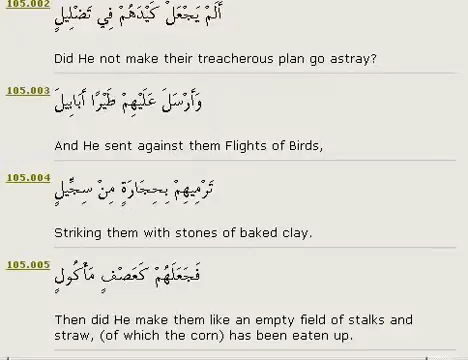 105.002
أَلَمْ يَجْعَلْ كَيْدَهُمْ فِي تَضْلِيلٍ
Did He not make their treacherous plan go astray?
105.003
وَأَرْسَلَ عَلَيْهِمْ طَيْرًا أَبَابِيلَ
And He sent against them Flights of Birds,
105.004
تَرْمِيهِمْ بِحِجَارَةٍ مِنْ سِجِّيلٍ
Striking them with stones of baked clay.
105.005
فَجَعَلَهُمْ كَعَصْفٍ مَأْكُولٍ
Then did He make them like an empty field of stalks and
straw, (of which the corn) has been eaten up.